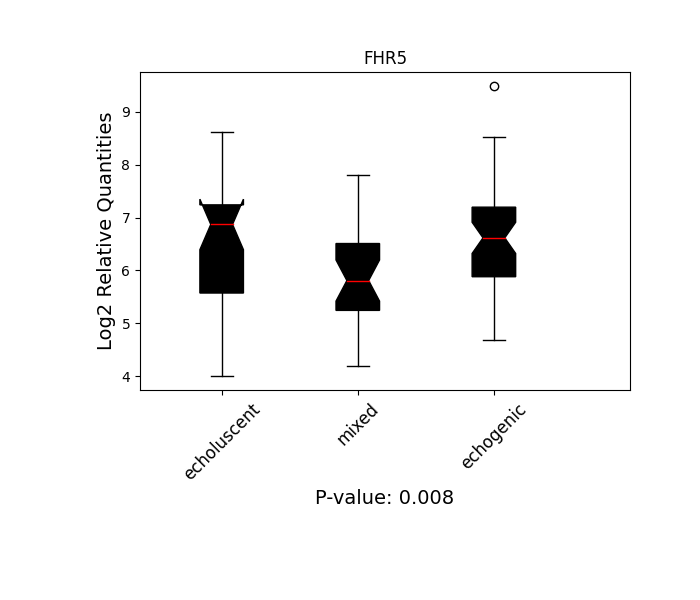 FHR5
Log2 Relative Quantities
9
8
7
6
5
4
echoluscent
mixed
echogenic
P-value: 0.008